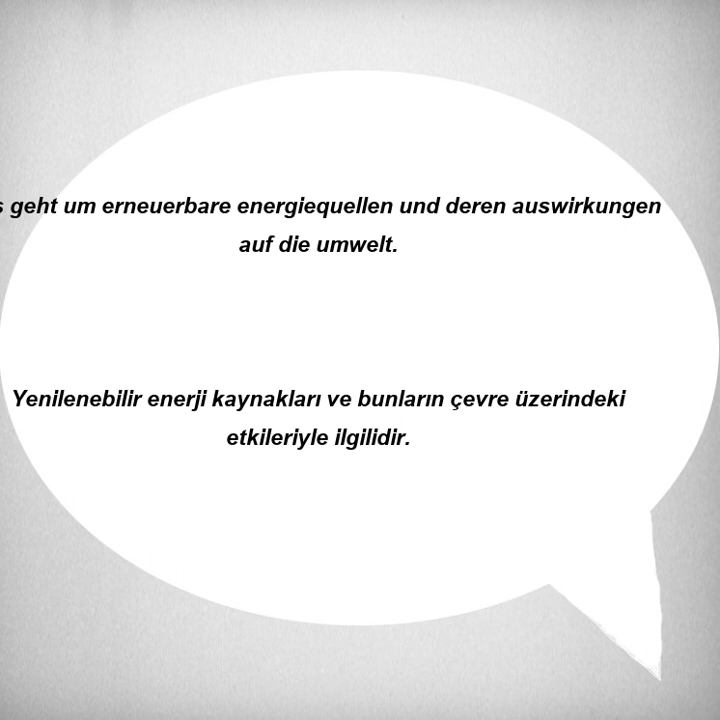 s geht um erneuerbare energiequellen und deren auswirkungen
auf die umwelt.
Yenilenebilir enerji kaynakları ve bunların çevre üzerindeki
etkileriyle ilgilidir.